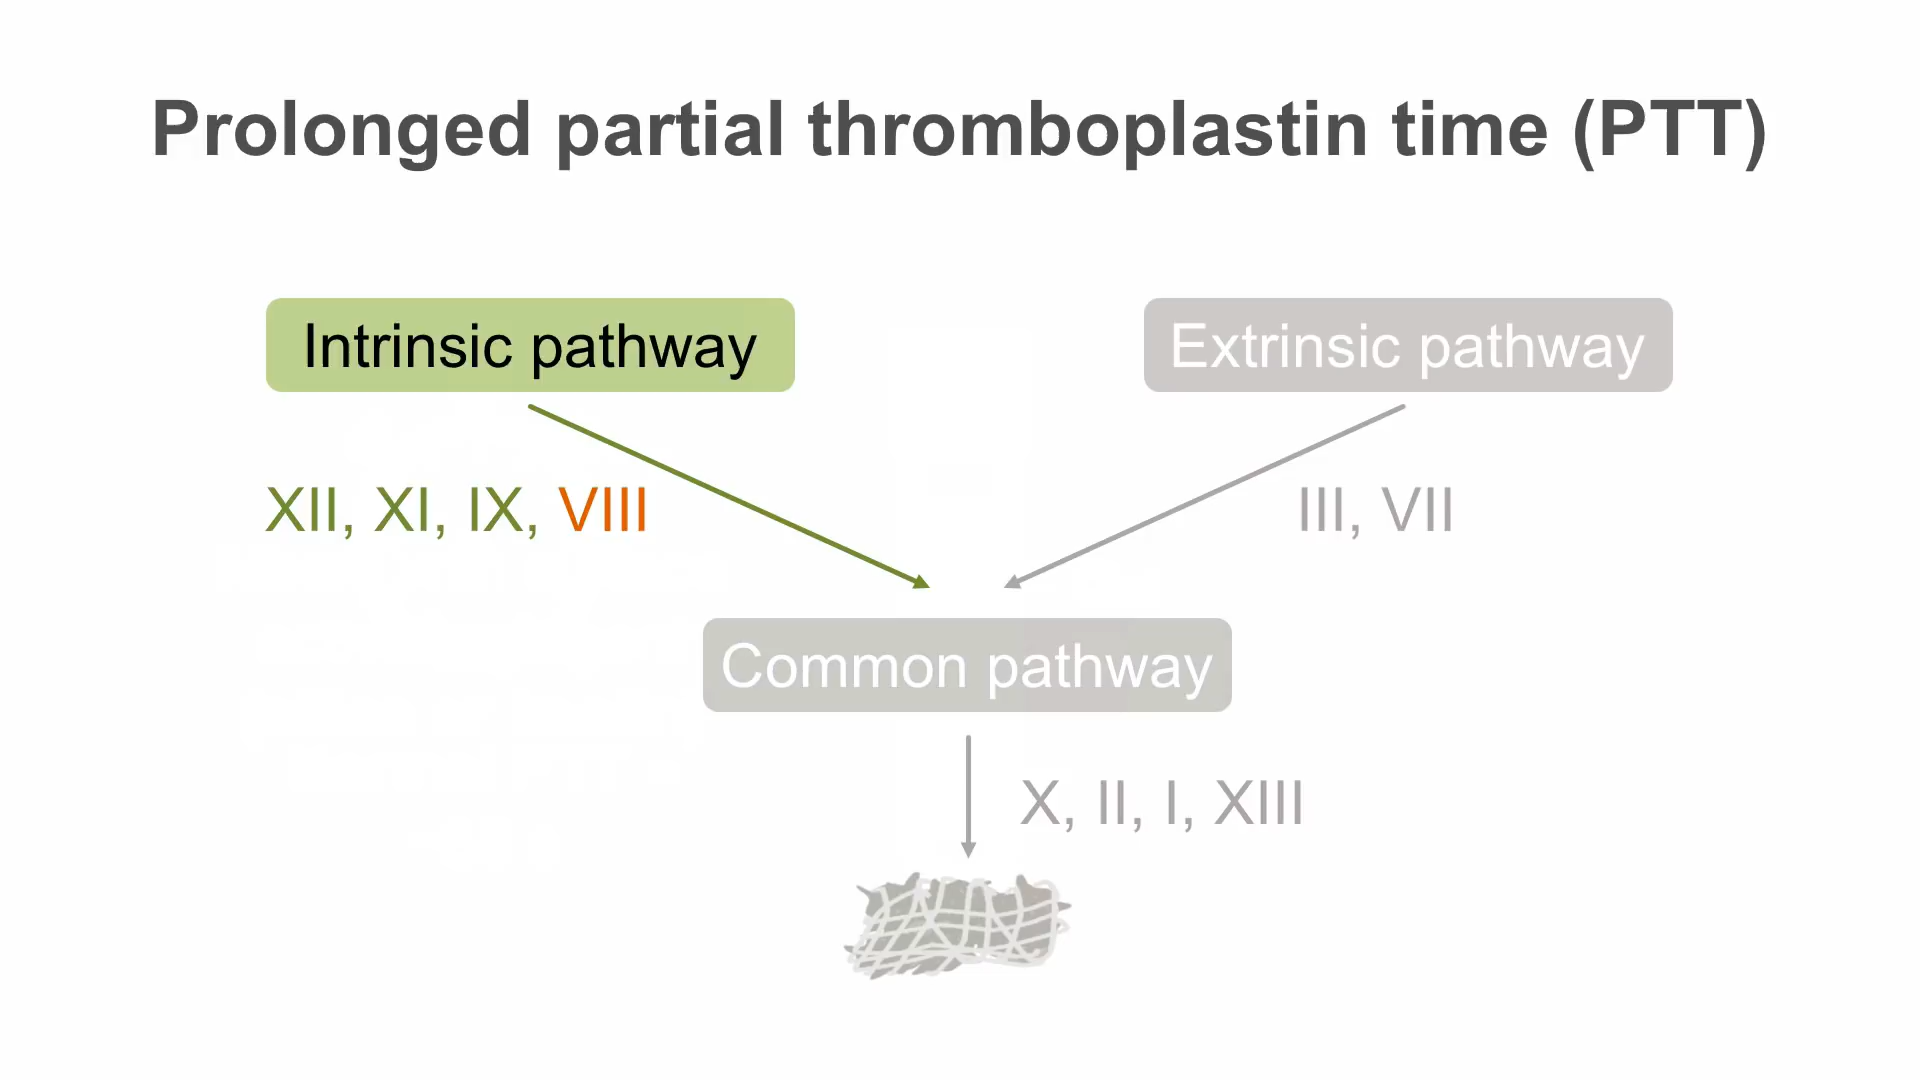 Prolonged partial thromboplastin time (PTT)
Intrinsic pathway
Extrinsic pathway
XII, XI, IX, VIII
III, VII
Common pathway
X, II, I, XIII